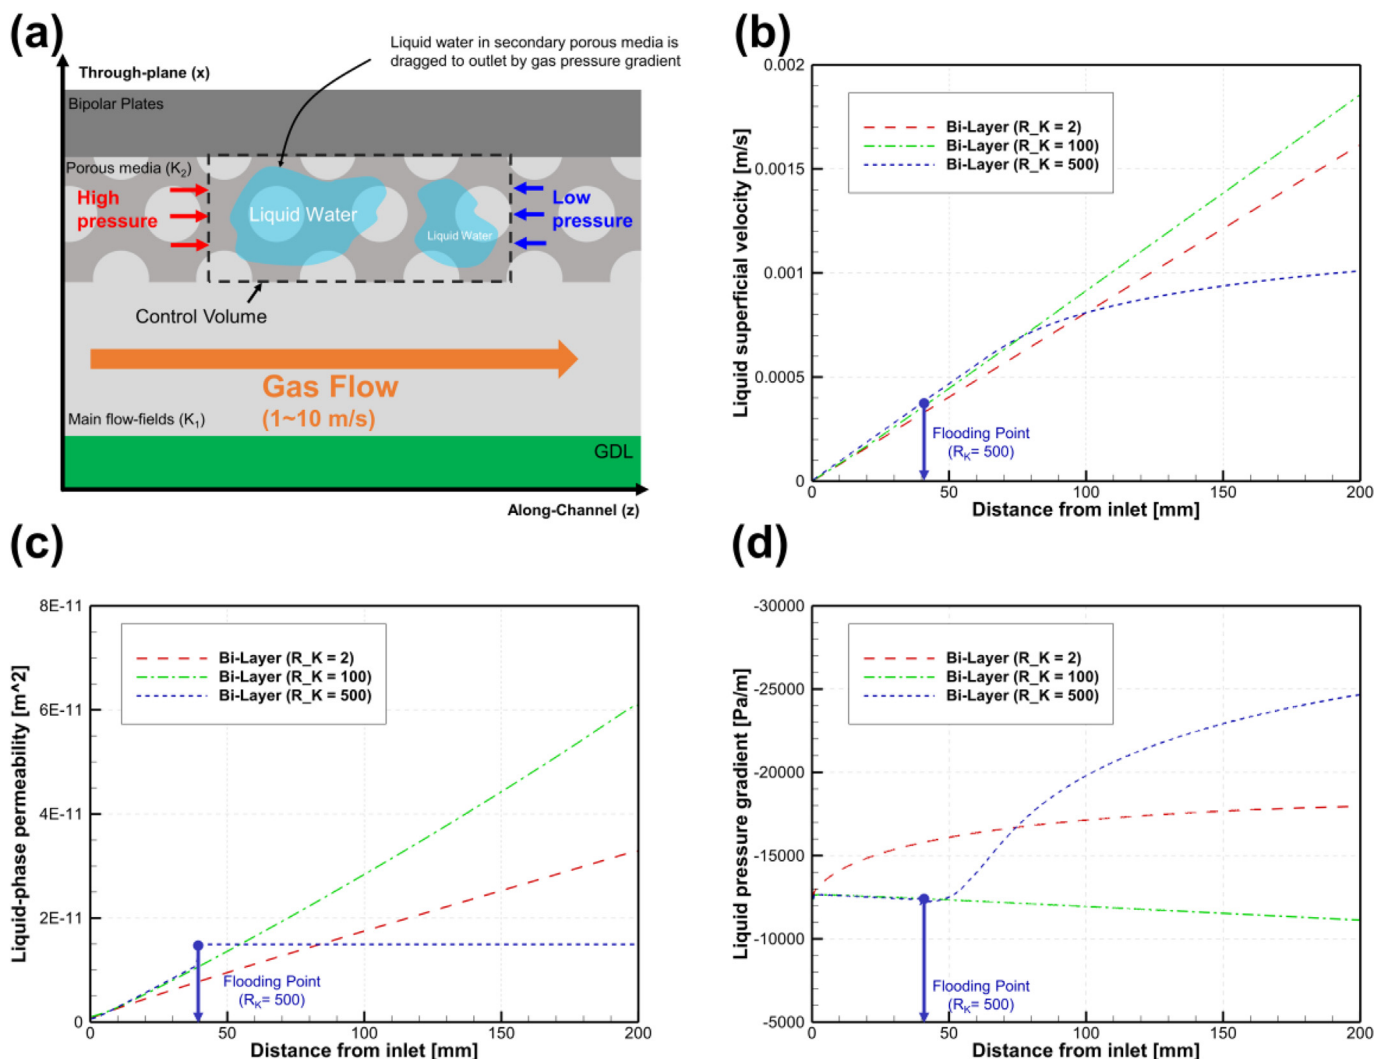 (a)
Liquid water in secondary porous media is
dragged to outlet by gas pressure gradient
Through-plane (x)
Bipolar Plates
Porous media (K₂)
High
pressure
Liquid Water
Liquid Water
Low
pressure
Control Volume
Gas Flow
(1~10 m/s)
Main flow-fields (K₁)
GDL
Along-Channel (z)
(b)
Liquid superficial velocity [m/s]
0.002
0.0015
0.001
0.0005
0
Bi-Layer (R_K = 2)
Bi-Layer (R_K = 100)
Bi-Layer (R_K = 500)
Flooding Point
(R_K= 500)
0 50 100 150 200
Distance from inlet [mm]
(c)
Liquid-phase permeability [m^2]
8E-11
6E-11
4E-11
2E-11
0
Bi-Layer (R_K = 2)
Bi-Layer (R_K = 100)
Bi-Layer (R_K = 500)
Flooding Point
(R_K= 500)
0 50 100 150 200
Distance from inlet [mm]
(d)
Liquid pressure gradient [Pa/m]
-30000
-25000
-20000
-15000
-10000
-5000
Bi-Layer (R_K = 2)
Bi-Layer (R_K = 100)
Bi-Layer (R_K = 500)
Flooding Point
(R_K= 500)
0 50 100 150 200
Distance from inlet [mm]